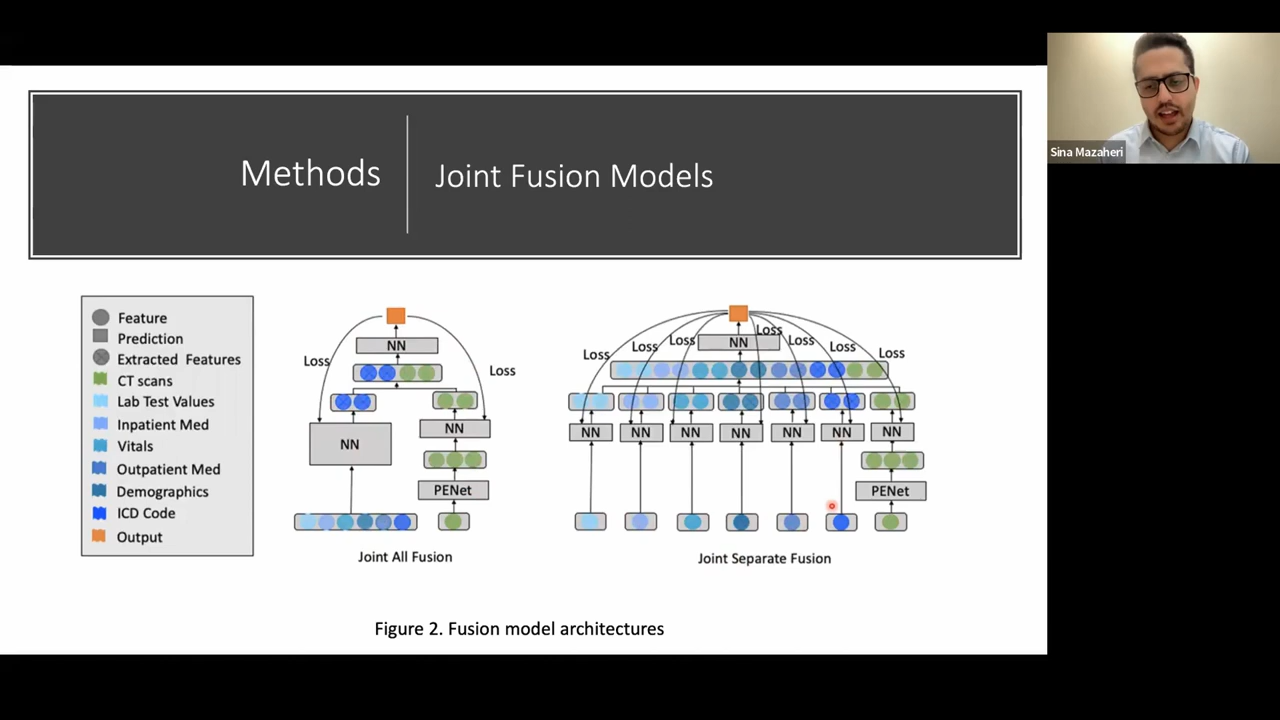 Methods
Joint Fusion Models
Sina Mazaheri
Feature
Prediction
Extracted Features
CT scans
Lab Test Values
Inpatient Med
Vitals
Outpatient Med
Demographics
ICD Code
Output
NN
Loss
Loss
NN
NN
PENet
Joint All Fusion
Loss
NN
Loss
Loss
Loss
Loss
Loss
Loss
NN
NN
NN
NN
NN
NN
NN
PENet
Joint Separate Fusion
Figure 2. Fusion model architectures